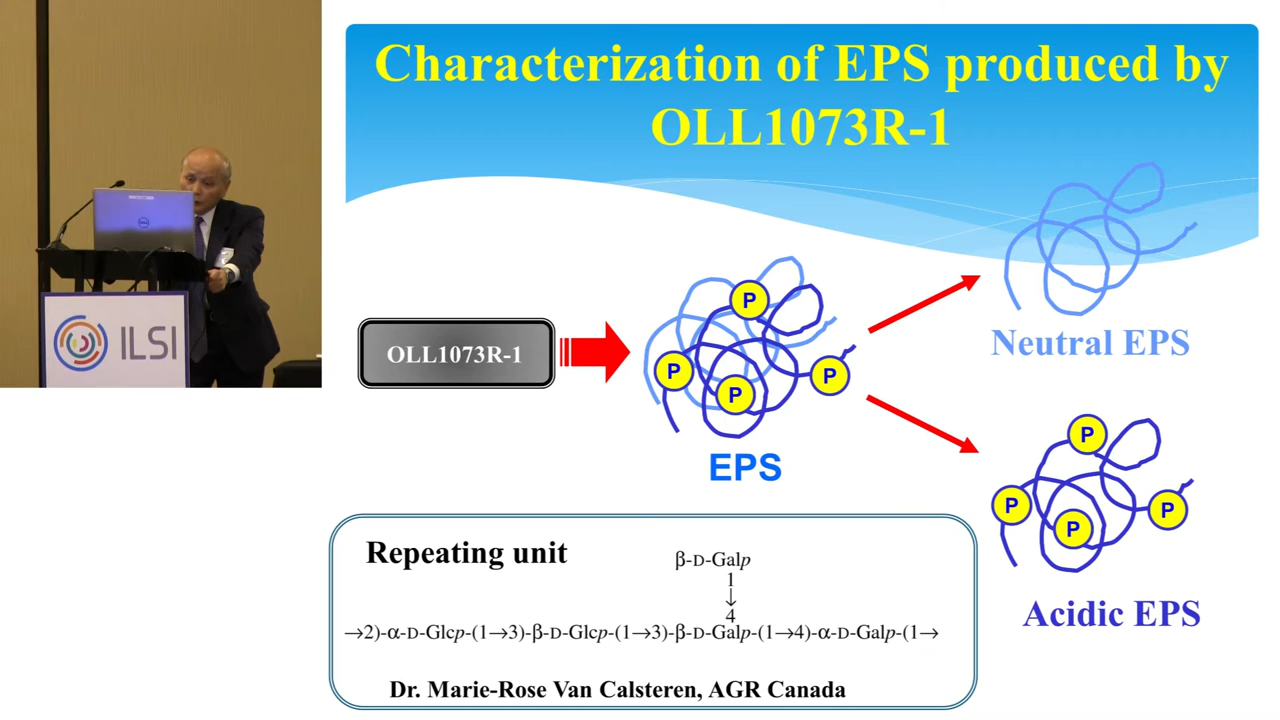 Characterization of EPS produced by
OLL1073R-1
ILSI
OLL1073R-1
P
P
P
P
EPS
Neutral EPS
P
P
P
P
Acidic EPS
Repeating unit
β-D-Galp
1
↓
4
→2)-α-D-Glcp-(1→3)-β-D-Glcp-(1→3)-β-D-Galp-(1→4)-α-D-Galp-(1→
Dr. Marie-Rose Van Calsteren, AGR Canada